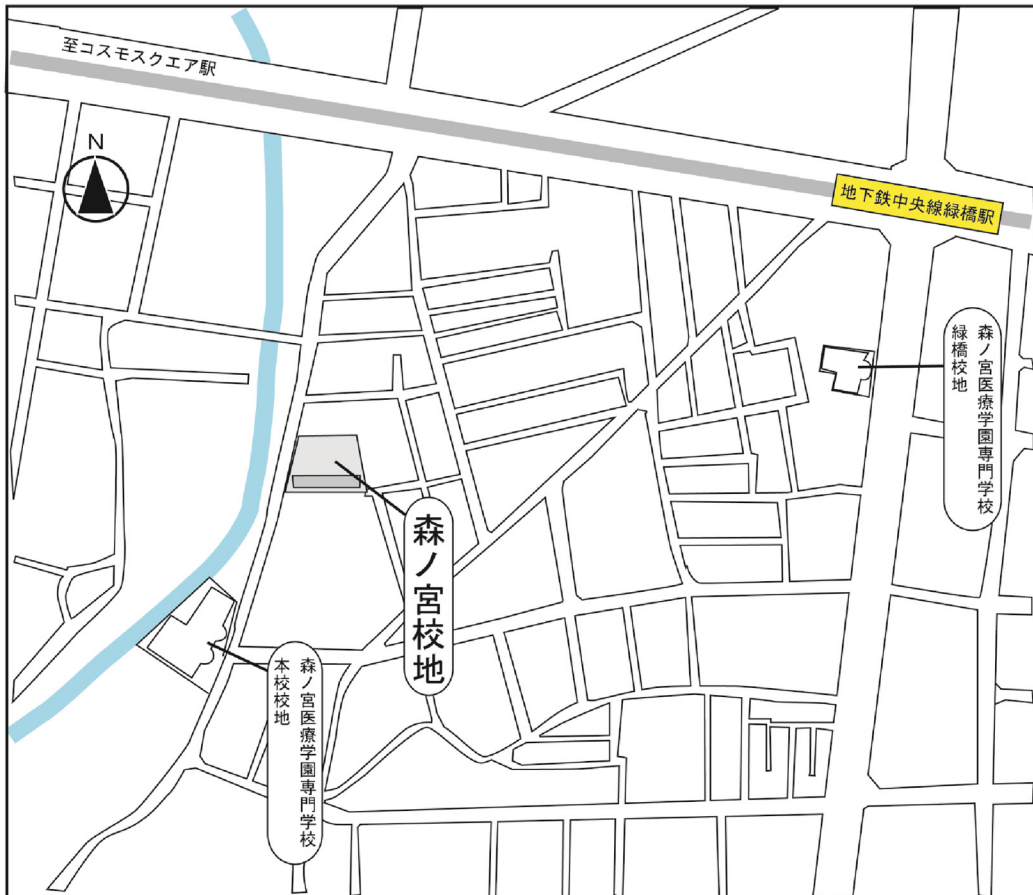 至コスモスクエア駅
N
地下鉄中央線緑橋駅
森ノ宮医療学園専門学校
緑橋校地
森ノ宮校地
森ノ宮医療学園専門学校
本校校地